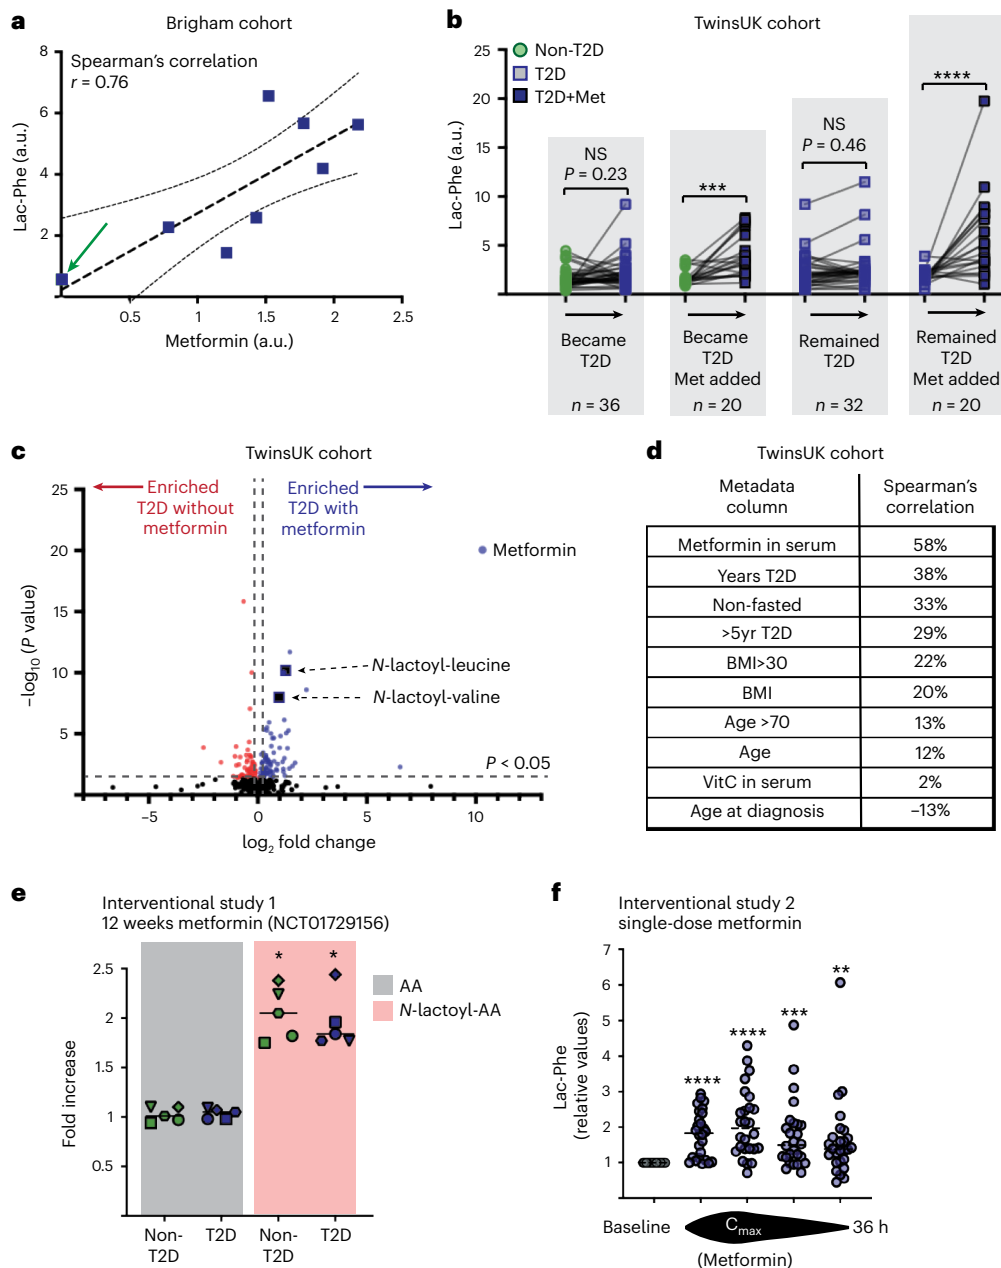 a
Brigham cohort
Spearman's correlation
r = 0.76
Lac-Phe (a.u.)
8
6
4
2
0.5
1
1.5
2
2.5
Metformin (a.u.)
b
TwinsUK cohort
Non-T2D
T2D
T2D+Met
Lac-Phe (a.u.)
25
20
15
10
5
NS
P = 0.23
***
NS
P = 0.46
****
Became
T2D
n = 36
Became
T2D
Met added
n = 20
Remained
T2D
n = 32
Remained
T2D
Met added
n = 20
c
TwinsUK cohort
Enriched
T2D without
metformin
Enriched
T2D with
metformin
Metformin
N-lactoyl-leucine
N-lactoyl-valine
P < 0.05
–log10 (P value)
25
20
15
10
5
−5
0
5
10
log2 fold change
d
TwinsUK cohort
Metadata
column
Spearman's
correlation
Metformin in serum 58%
Years T2D 38%
Non-fasted 33%
>5yr T2D 29%
BMI>30 22%
BMI 20%
Age >70 13%
Age 12%
VitC in serum 2%
Age at diagnosis –13%
e
Interventional study 1
12 weeks metformin (NCT01729156)
Fold increase
2.5
2
1.5
1
0.5
*
*
AA
N-lactoyl-AA
Non-
T2D
T2D
Non-
T2D
T2D
f
Interventional study 2
single-dose metformin
Lac-Phe
(relative values)
7
6
5
4
3
2
1
****
****
***
**
Baseline
Cmax
36 h
(Metformin)